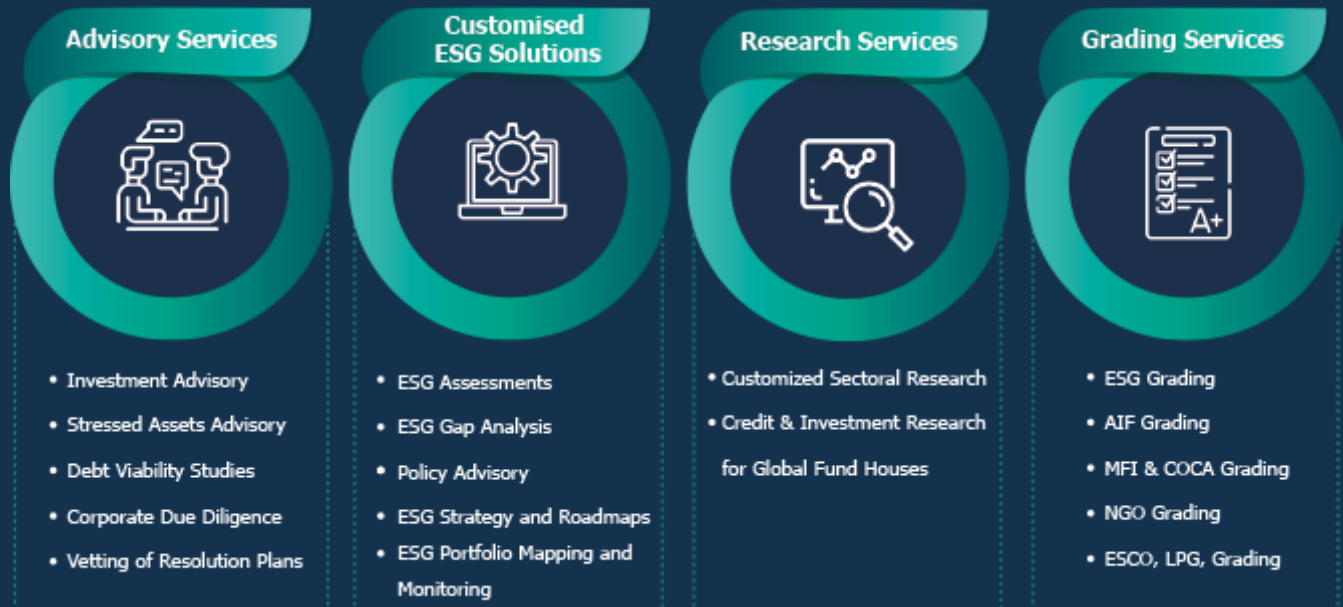 Advisory Services
• Investment Advisory
• Stressed Assets Advisory
• Debt Viability Studies
• Corporate Due Diligence
• Vetting of Resolution Plans
Customised
ESG Solutions
• ESG Assessments
• ESG Gap Analysis
• Policy Advisory
• ESG Strategy and Roadmaps
• ESG Portfolio Mapping and
Monitoring
Research Services
• Customized Sectoral Research
• Credit & Investment Research
for Global Fund Houses
Grading Services
A+
• ESG Grading
• AIF Grading
• MFI & COCA Grading
• NGO Grading
• ESCO, LPG, Grading